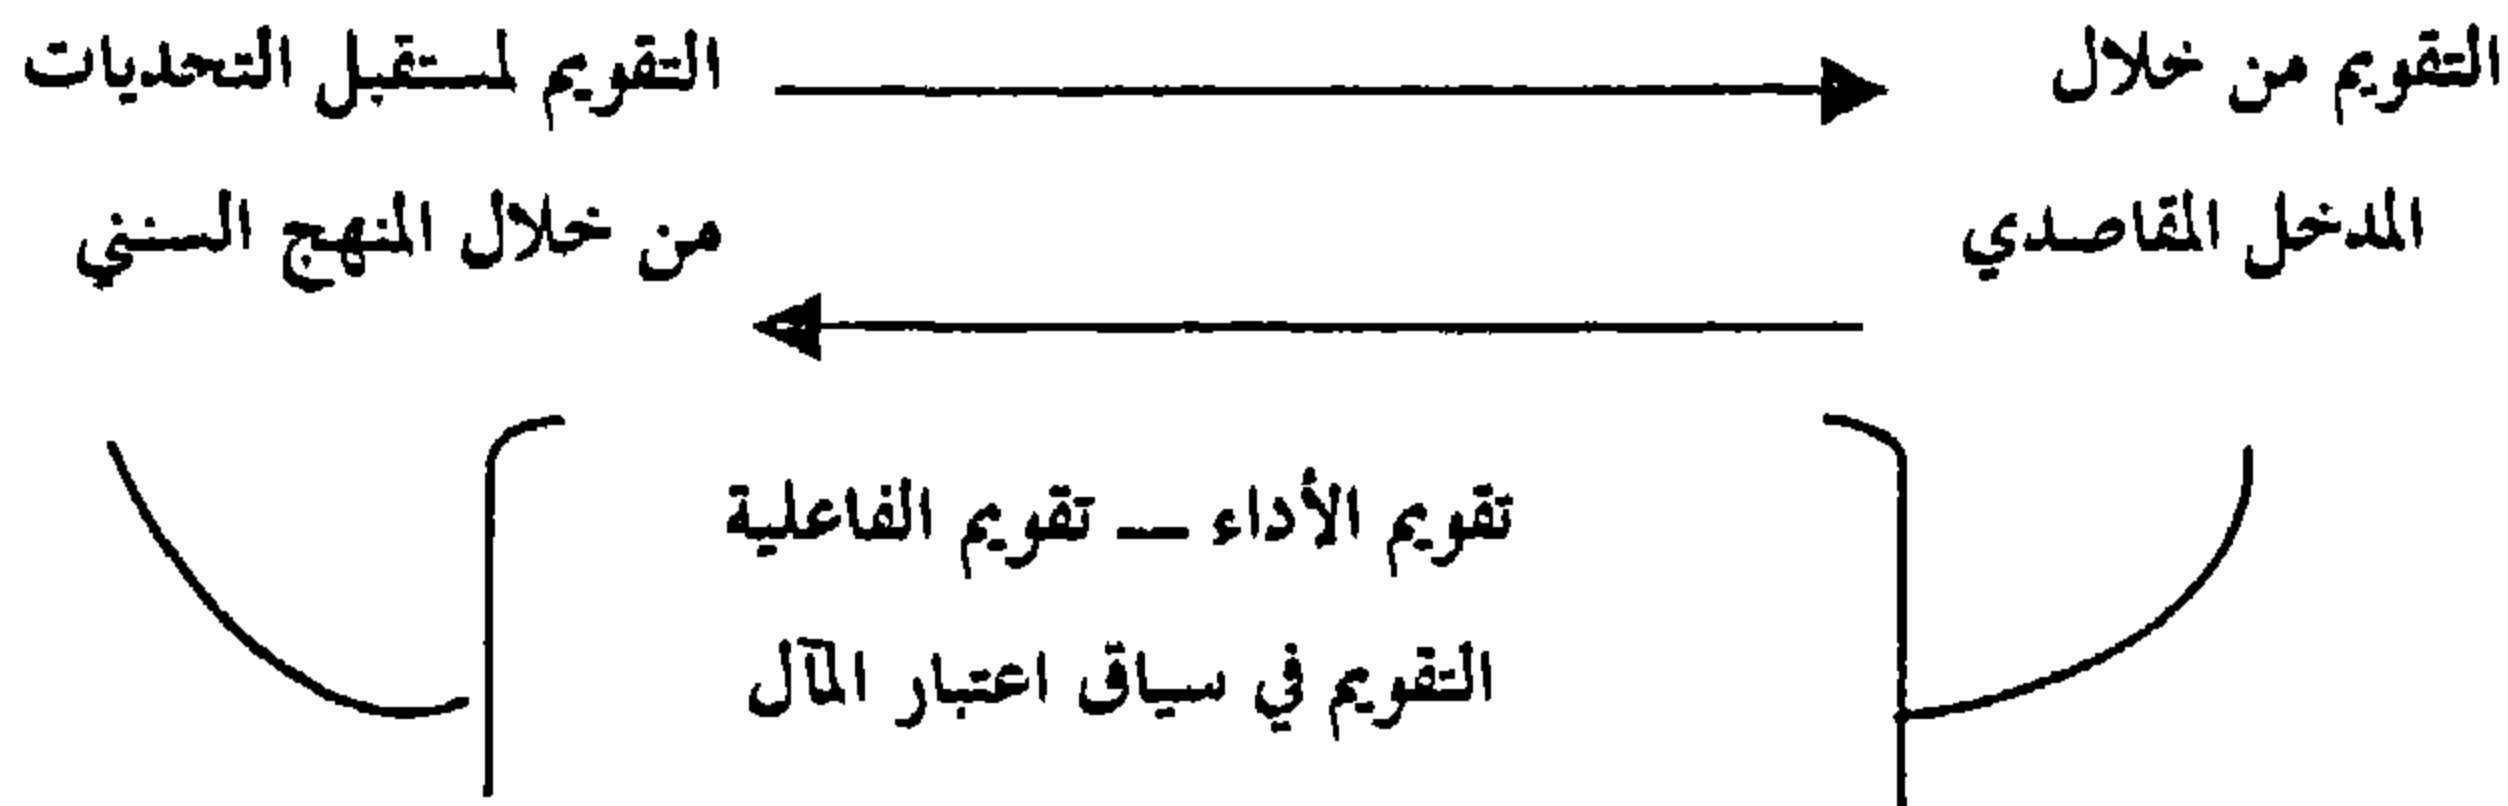 التقويم من خلال
المدخل المقاصدي
التقويم لمستقبل التحديات
من خلال المنهج السنني
تقويم الأداء — تقويم الفاعلية
التقويم في سياق اعتبار المآل